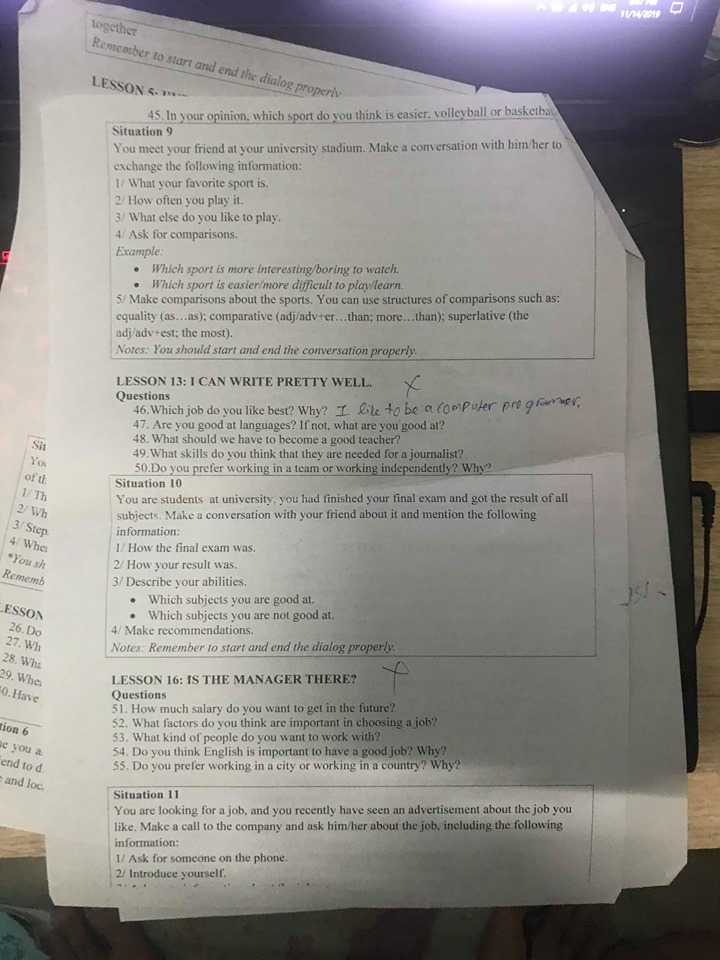 11/14/2019
together
Remember to start and end the dialog properly
LESSON 5:
45. In your opinion, which sport do you think is easier, volleyball or
Situation 9
You meet your friend at your university stadium. Make a conversation with him/her to
exchange the following information:
1/ What your favorite sport is.
2/ How often you play it.
3/ What else do you like to play.
4/ Ask for comparisons.
Example:
• Which sport is more interesting/boring to watch.
• Which sport is easier/more difficult to play/learn.
5/ Make comparisons about the sports. You can use structures of comparisons such as:
equality (as…as); comparative (adj/adv+er…than; more…than); superlative (the
adj/adv+est; the most).
Notes: You should start and end the conversation properly.
LESSON 13: I CAN WRITE PRETTY WELL.
Questions
46. Which job do you like best? Why? I like to be a computer programmer.
47. Are you good at languages? If not, what are you good at?
48. What should we have to become a good teacher?
49. What skills do you think that they are needed for a journalist?
50. Do you prefer working in a team or working independently? Why?
Situation 10
You are students at university, you had finished your final exam and got the result of all
subjects. Make a conversation with your friend about it and mention the following
information:
1/ How the final exam was.
2/ How your result was.
3/ Describe your abilities.
• Which subjects you are good at.
• Which subjects you are not good at.
4/ Make recommendations.
Notes: Remember to start and end the dialog properly.
LESSON 16: IS THE MANAGER THERE?
Questions
51. How much salary do you want to get in the future?
52. What factors do you think are important in choosing a job?
53. What kind of people do you want to work with?
54. Do you think English is important to have a good job? Why?
55. Do you prefer working in a city or working in a country? Why?
Situation 11
You are looking for a job, and you recently have seen an advertisement about the job you
like. Make a call to the company and ask him/her about the job, including the following
information:
1/ Ask for someone on the phone.
2/ Introduce yourself.
of th
1/ Th
2/ Wh
3/ Step
4/ Whe
*You sh
Rememb
LESSON
26. Do
27. Wh
28. Wha
29. Whe
0. Have
tion 6
end to d
and loc